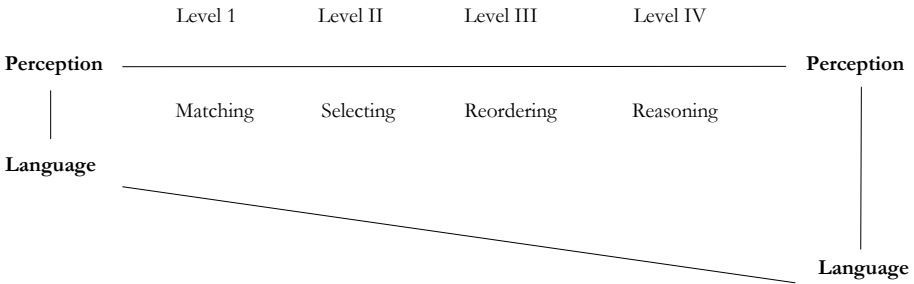 Level 1 Level II Level III Level IV
Perception Perception
Matching Selecting Reordering Reasoning
Language
Language